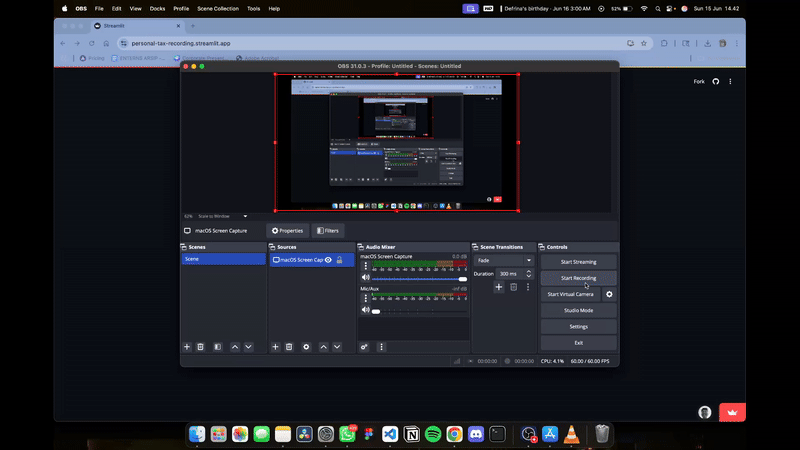 OBS File Edit View Docks Profile Scene Collection Tools Help
Defrina's birthday · Jun 16 3:00 AM 52% Sun 15 Jun 14.42
Streamlit
personal-tax-recording.streamlit.app
Pricing
Adobe Acrobat
Fork
OBS 31.0.3 - Profile: Untitled - Scenes: Untitled
Scale to Window
macOS Screen Capture Properties Filters
Scenes Sources Audio Mixer Scene Transitions Controls
Scene
macOS Screen Cap
macOS Screen Capture 0.0 dB
Mic/Aux -inf dB
Fade
Duration 300 ms
Start Streaming
Start Recording
Start Virtual Camera
Studio Mode
Settings
Exit
00:00:00 00:00:00 CPU: 4.1% 60.00 / 60.00 FPS